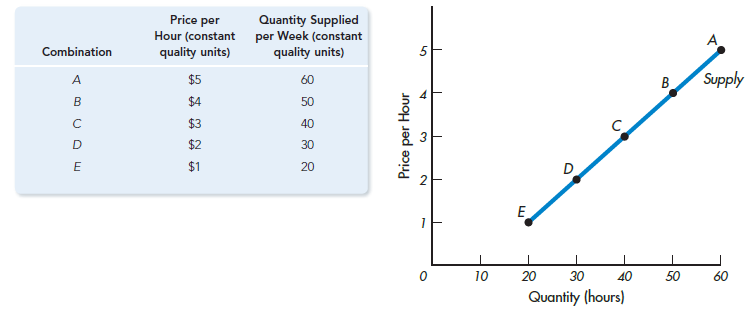 Price per Quantity Supplied
Hour (constant per Week (constant
Combination quality units) quality units)
A $5 60
B $4 50
C $3 40
D $2 30
E $1 20
Price per Hour
5
4
3
2
1
A
Supply
B
C
D
E
0 10 20 30 40 50 60
Quantity (hours)